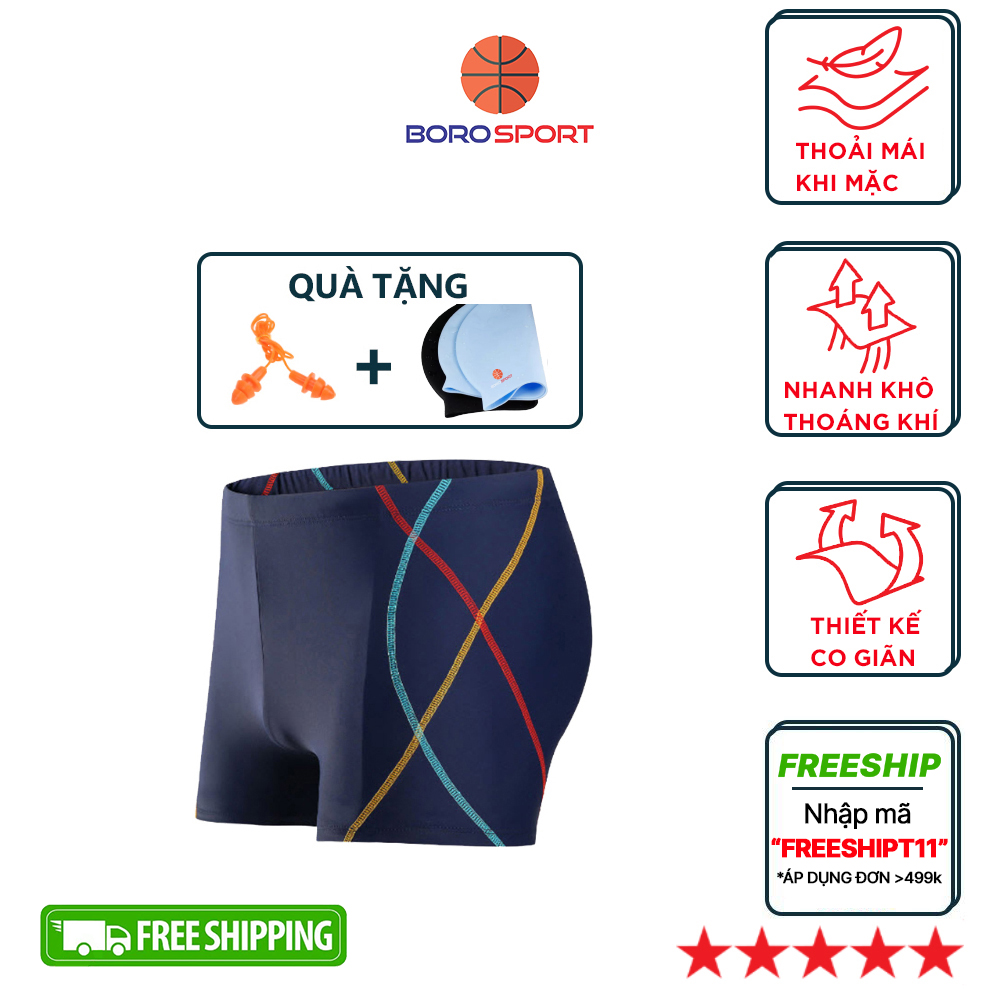 BORO SPORT
THOẢI MÁI
KHI MẶC
QUÀ TẶNG
+
SPORT
NHANH KHÔ
THOÁNG KHÍ
THIẾT KẾ
CO GIÃN
FREESHIP
Nhập mã
“FREESHIPT11”
*ÁP DỤNG ĐƠN >499k
FREE SHIPPING